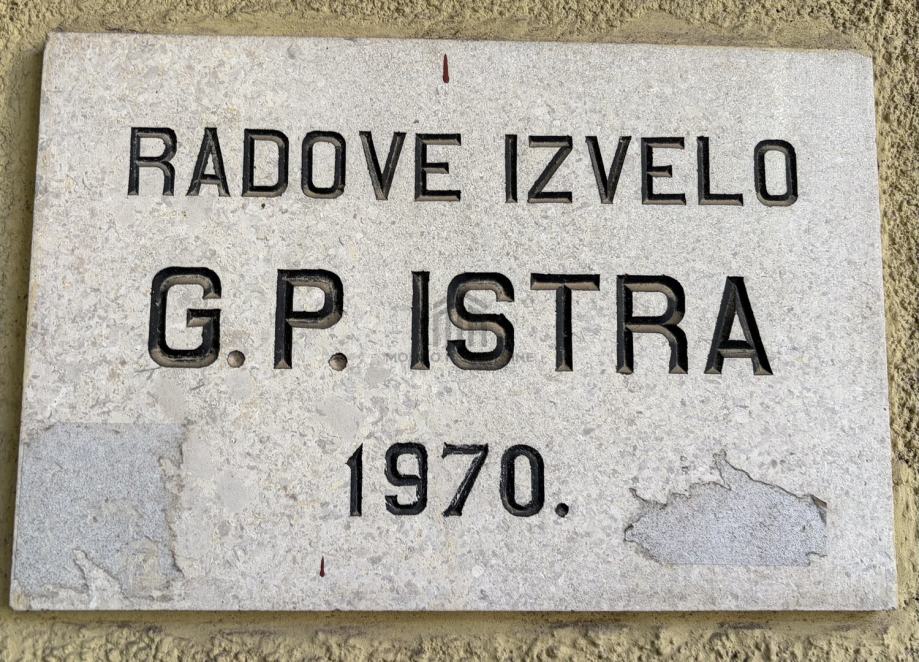 RADOVE IZVELO
G.P. ISTRA
1970.